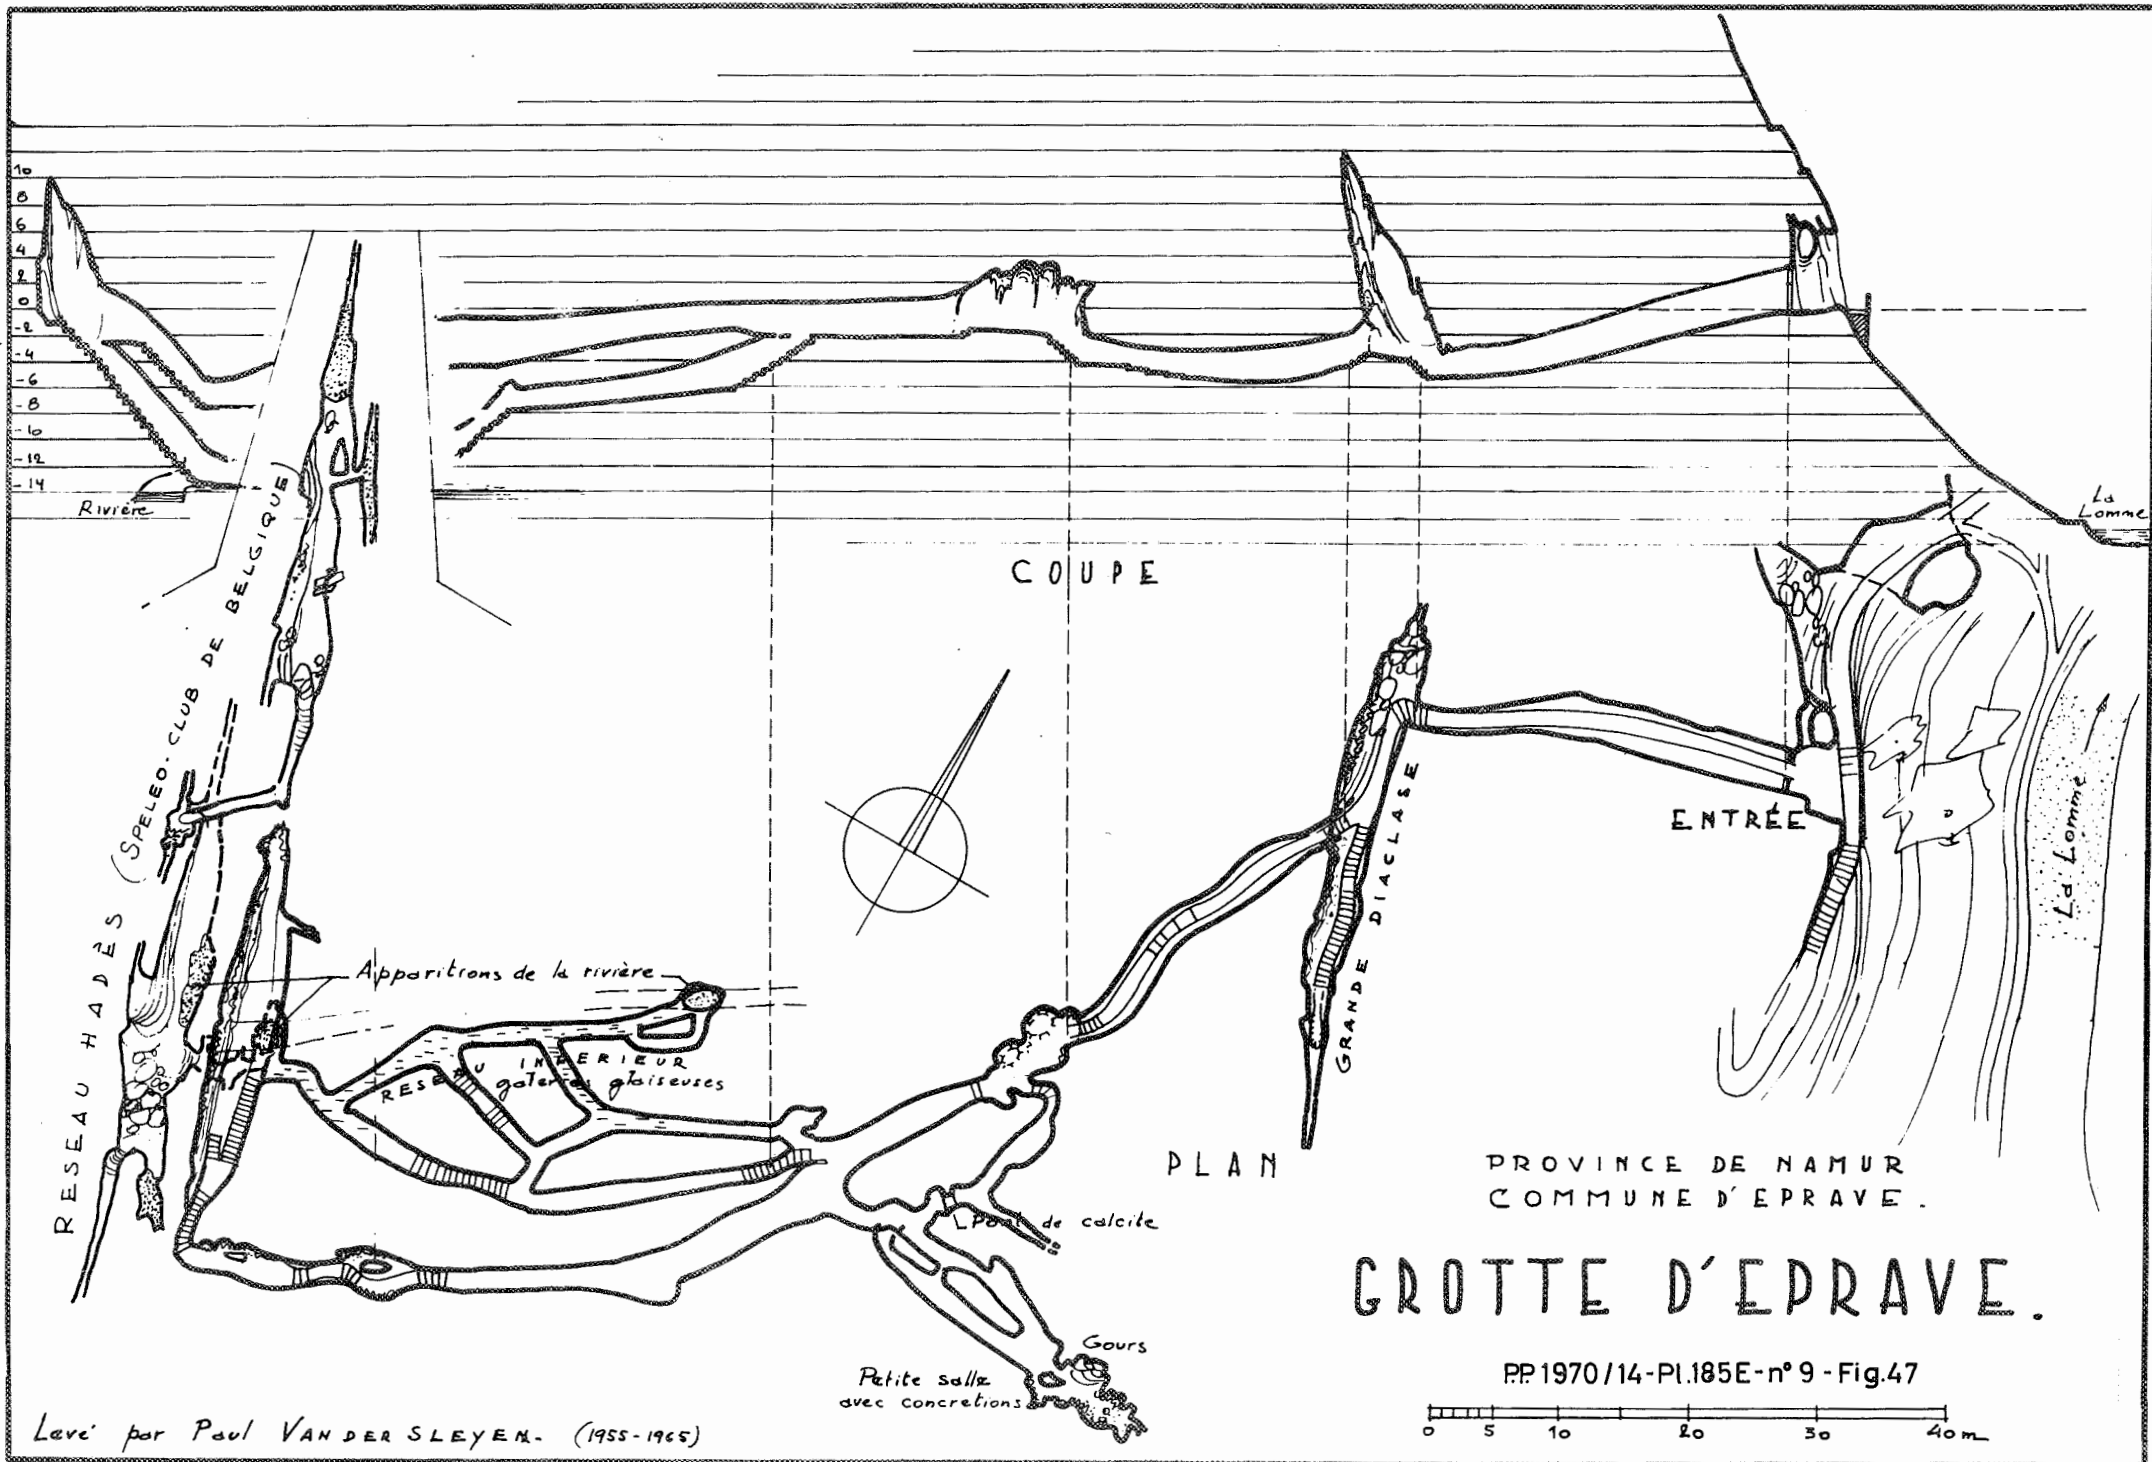 10
8
6
4
2
0
-2
-4
-6
-8
-10
-12
-14
Rivière
La
Lomme
COUPE
RESEAU HADÈS (SPELEO-CLUB DE BELGIQUE)
ENTRÉE
La Lomme
GRANDE DIACLASE
Apparitions de la rivière
RESEAU INFERIEUR
galeries glaiseuses
PLAN
Pont de calcite
Gours
Petite salle
avec concretions
PROVINCE DE NAMUR
COMMUNE D'EPRAVE.
GROTTE D'EPRAVE.
P.P.1970/14-Pl.185E-n° 9-Fig.47
0 5 10 20 30 40m
Levé par Paul VAN DER SLEYEN. (1955-1965)